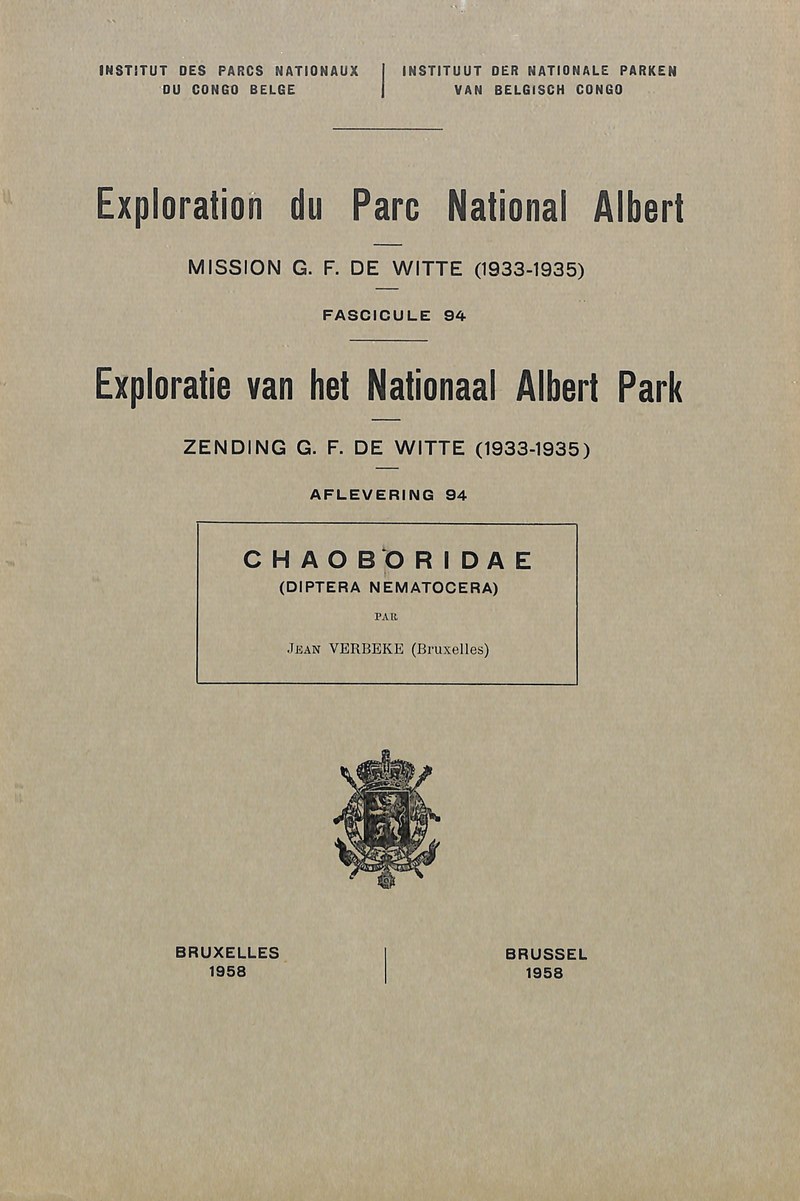 INSTITUT DES PARCS NATIONAUX
DU CONGO BELGE
INSTITUUT DER NATIONALE PARKEN
VAN BELGISCH CONGO
Exploration du Parc National Albert
MISSION G. F. DE WITTE (1933-1935)
FASCICULE 94
Exploratie van het Nationaal Albert Park
ZENDING G. F. DE WITTE (1933-1935)
AFLEVERING 94
CHAOBORIDAE
(DIPTERA NEMATOCERA)
PAR
JEAN VERBEKE (Bruxelles)
BRUXELLES
1958
BRUSSEL
1958